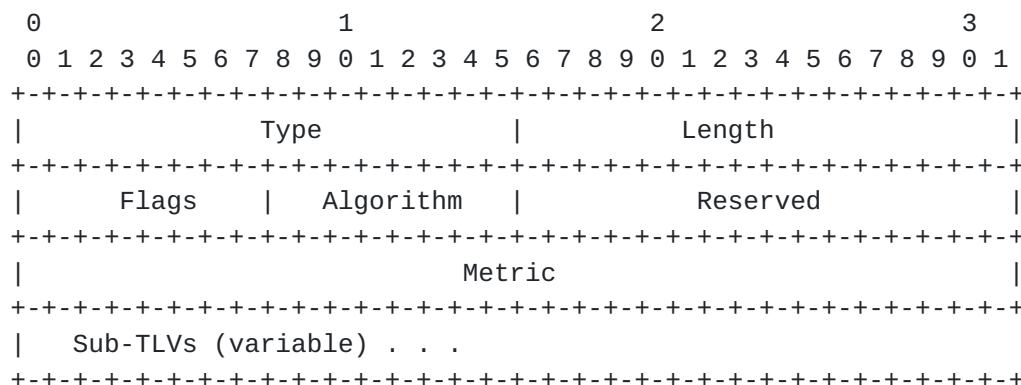 0                   1                   2                   3
 0 1 2 3 4 5 6 7 8 9 0 1 2 3 4 5 6 7 8 9 0 1 2 3 4 5 6 7 8 9 0 1
+-+-+-+-+-+-+-+-+-+-+-+-+-+-+-+-+-+-+-+-+-+-+-+-+-+-+-+-+-+-+-+-+
|               Type            |          Length               |
+-+-+-+-+-+-+-+-+-+-+-+-+-+-+-+-+-+-+-+-+-+-+-+-+-+-+-+-+-+-+-+-+
|      Flags    |   Algorithm   |           Reserved            |
+-+-+-+-+-+-+-+-+-+-+-+-+-+-+-+-+-+-+-+-+-+-+-+-+-+-+-+-+-+-+-+-+
|                            Metric                             |
+-+-+-+-+-+-+-+-+-+-+-+-+-+-+-+-+-+-+-+-+-+-+-+-+-+-+-+-+-+-+-+-+
|   Sub-TLVs (variable) . . .
+-+-+-+-+-+-+-+-+-+-+-+-+-+-+-+-+-+-+-+-+-+-+-+-+-+-+-+-+-+-+-+-+